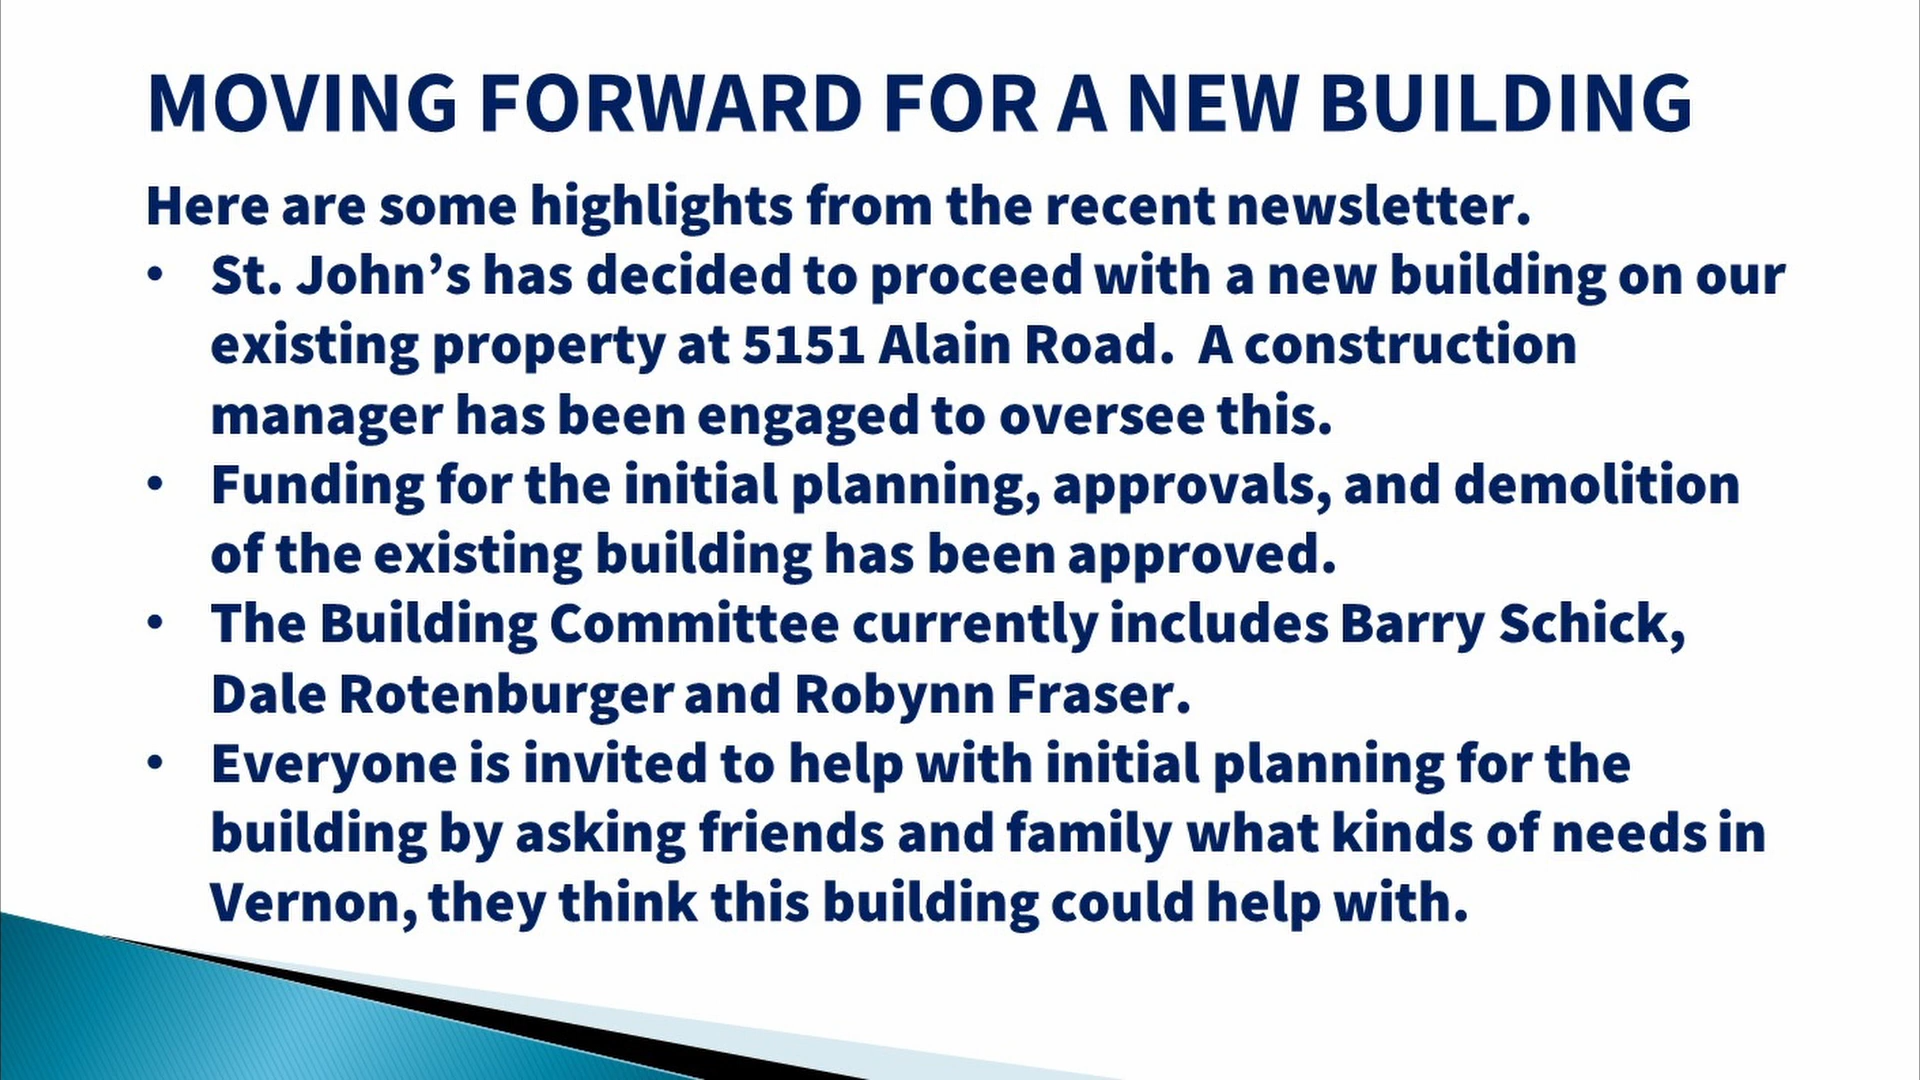 MOVING FORWARD FOR A NEW BUILDING
Here are some highlights from the recent newsletter.
• St. John’s has decided to proceed with a new building on our
existing property at 5151 Alain Road.  A construction
manager has been engaged to oversee this.
• Funding for the initial planning, approvals, and demolition
of the existing building has been approved.
• The Building Committee currently includes Barry Schick,
Dale Rotenburger and Robynn Fraser.
• Everyone is invited to help with initial planning for the
building by asking friends and family what kinds of needs in
Vernon, they think this building could help with.